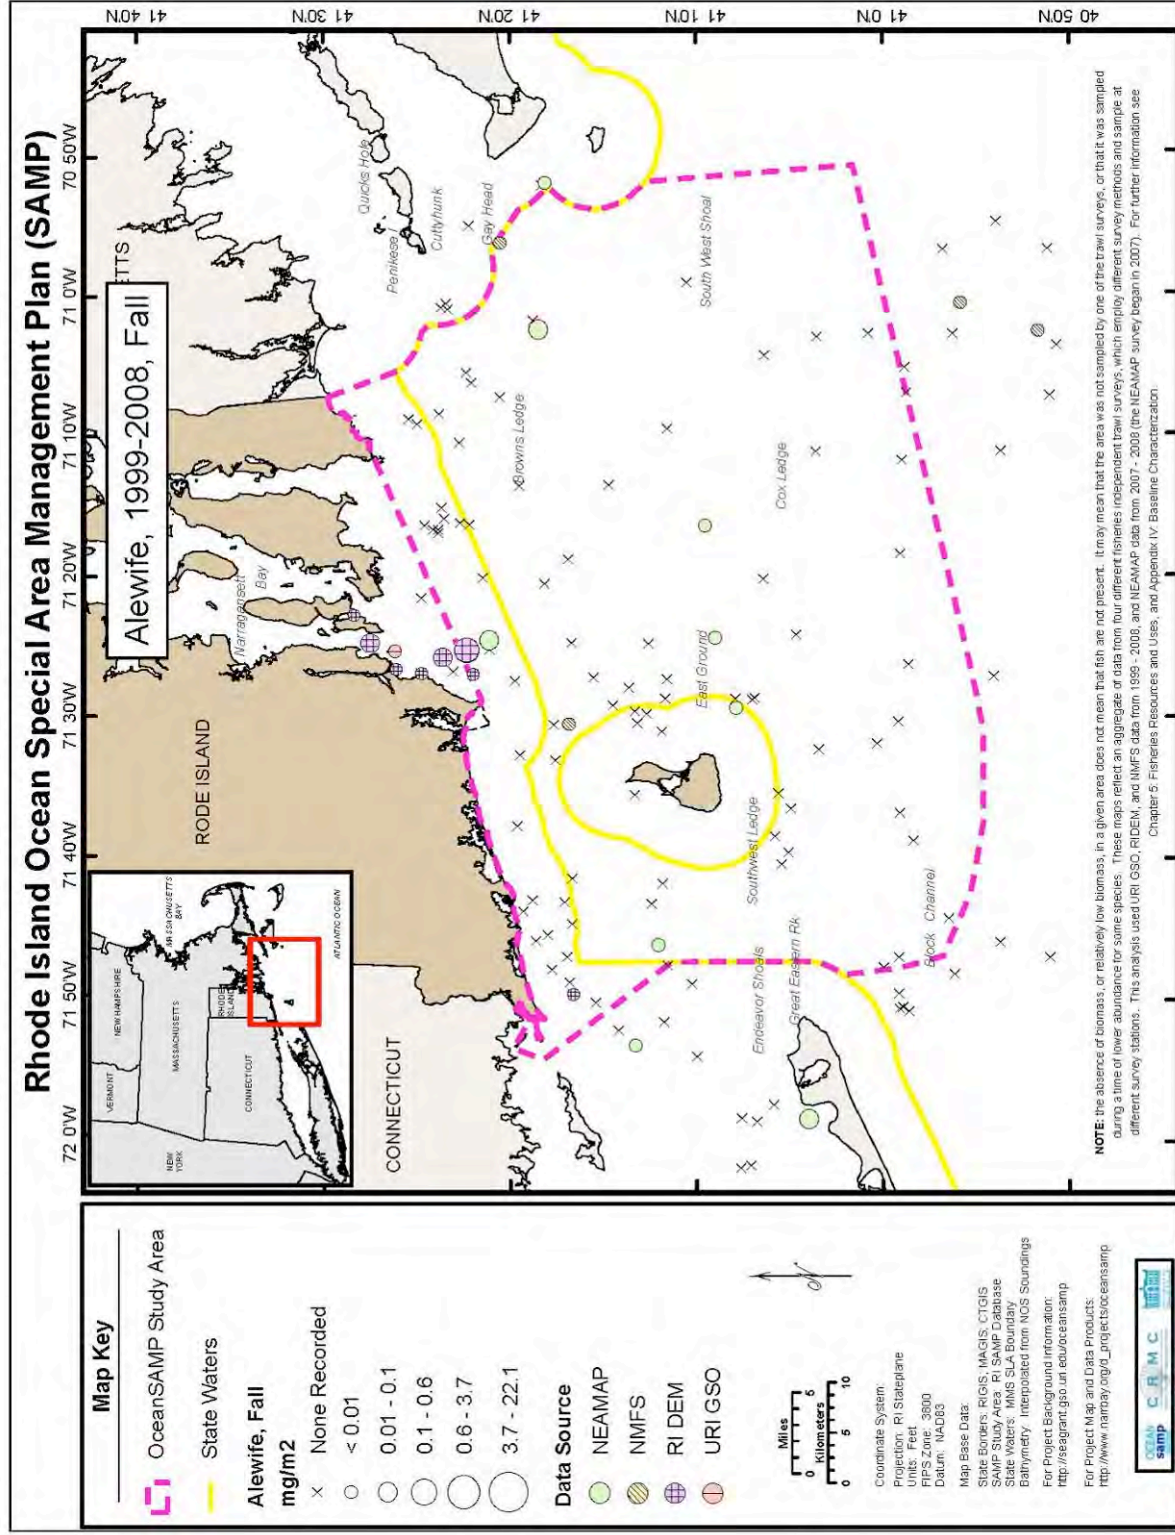 Rhode Island Ocean Special Area Management Plan (SAMP)
72 0'W
71 50'W
71 40'W
71 30'W
71 20'W
71 10'W
71 0'W
70 50'W
41 40'N
41 30'N
41 20'N
41 10'N
41 0'N
40 50'N
Alewife, 1999-2008, Fall
ETTS
VERMONT
NEW HAMPSHIRE
NEW
YORK
MASSACHUSETTS
MASSACHUSETTS
BAY
CONNECTICUT
RHODE
ISLAND
ATLANTIC OCEAN
RODE ISLAND
CONNECTICUT
Narragansett
Bay
Quicks Hole
Penikese
Cuttyhunk
Gay Head
Browns Ledge
South West Shoal
Cox Ledge
East Ground
Southwest Ledge
Endeavor Shoals
Great Eastern Rk
Block Channel
NOTE: the absence of biomass, or relatively low biomass, in a given area does not mean that fish are not present. It may mean that the area was not sampled by one of the trawl surveys, or that it was sampled
during a time of lower abundance for some species. These maps reflect an aggregate of data from four different fisheries independent trawl surveys, which employ different survey methods and sample at
different survey stations. This analysis used URI GSO, RIDEM, and NMFS data from 1999 - 2008, and NEAMAP data from 2007 - 2008 (the NEAMAP survey began in 2007). For further information see
Chapter 5: Fisheries Resources and Uses, and Appendix IV: Baseline Characterization
Map Key
OceanSAMP Study Area
State Waters
Alewife, Fall
mg/m2
None Recorded
< 0.01
0.01 - 0.1
0.1 - 0.6
0.6 - 3.7
3.7 - 22.1
Data Source
NEAMAP
NMFS
RI DEM
URI GSO
Miles
0 5
Kilometers
0 5 10
N
Coordinate System:
Projection: RI Stateplane
Units: Feet
FIPS Zone: 3800
Datum: NAD83
Map Base Data:
State Borders: RIGIS, MAGIS, CTGIS
SAMP Study Area: RI SAMP Database
State Waters: MMS SLA Boundary
Bathymetry: Interpolated from NOS Soundings
For Project Background Information:
http://seagrant.gso.uri.edu/oceansamp
For Project Map and Data Products:
http://www.narrbay.org/d_projects/oceansamp
OCEAN
samp
C R M C